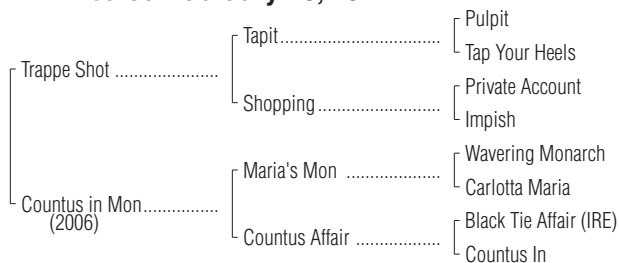 Pulpit
Tapit
Tap Your Heels
Trappe Shot
Private Account
Shopping
Impish
Wavering Monarch
Maria's Mon
Carlotta Maria
Countus in Mon
(2006)
Black Tie Affair (IRE)
Countus Affair
Countus In